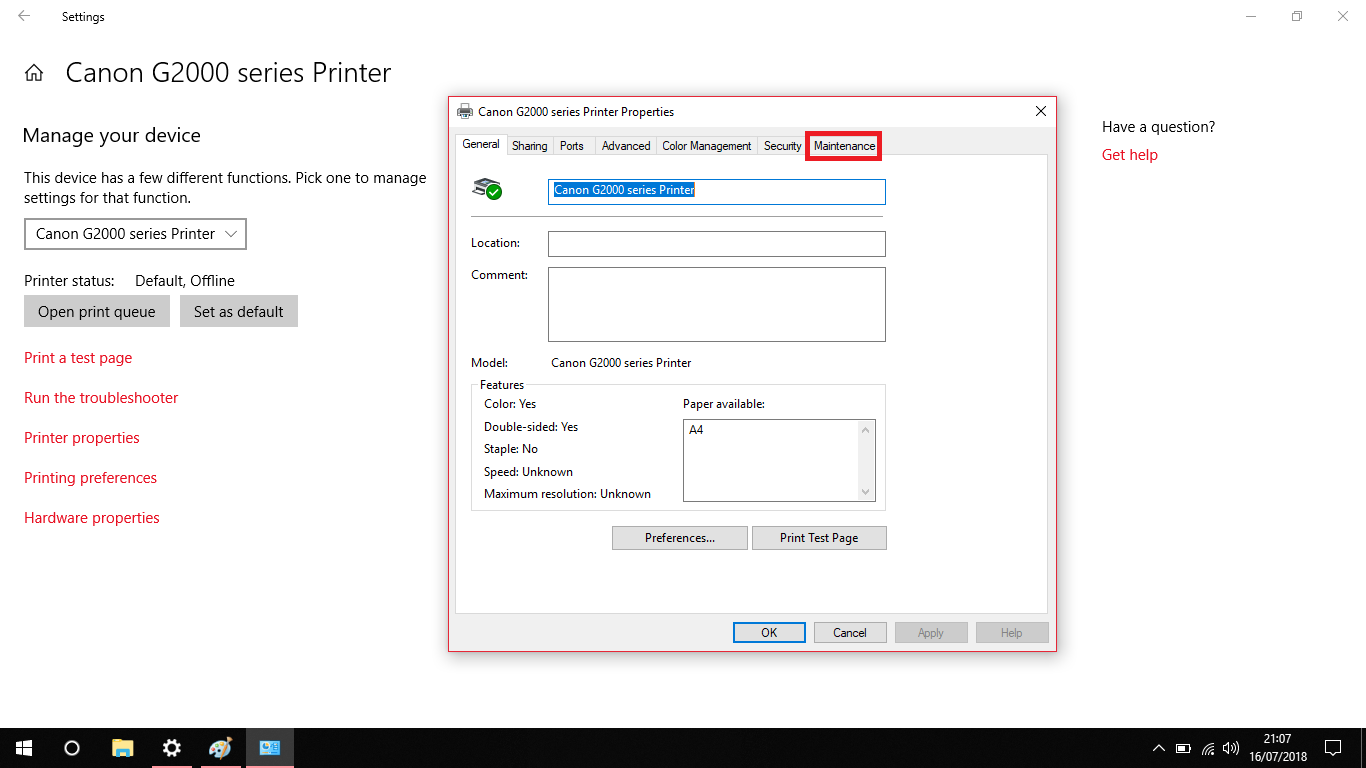 Settings
Canon G2000 series Printer
Manage your device
This device has a few different functions. Pick one to manage
settings for that function.
Canon G2000 series Printer
Printer status: Default, Offline
Open print queue Set as default
Print a test page
Run the troubleshooter
Printer properties
Printing preferences
Hardware properties
Canon G2000 series Printer Properties
General Sharing Ports Advanced Color Management Security Maintenance
Canon G2000 series Printer
Location:
Comment:
Model: Canon G2000 series Printer
Features
Color: Yes
Double-sided: Yes
Staple: No
Speed: Unknown
Maximum resolution: Unknown
Paper available:
A4
Preferences... Print Test Page
OK Cancel Apply Help
Have a question?
Get help
21:07
16/07/2018